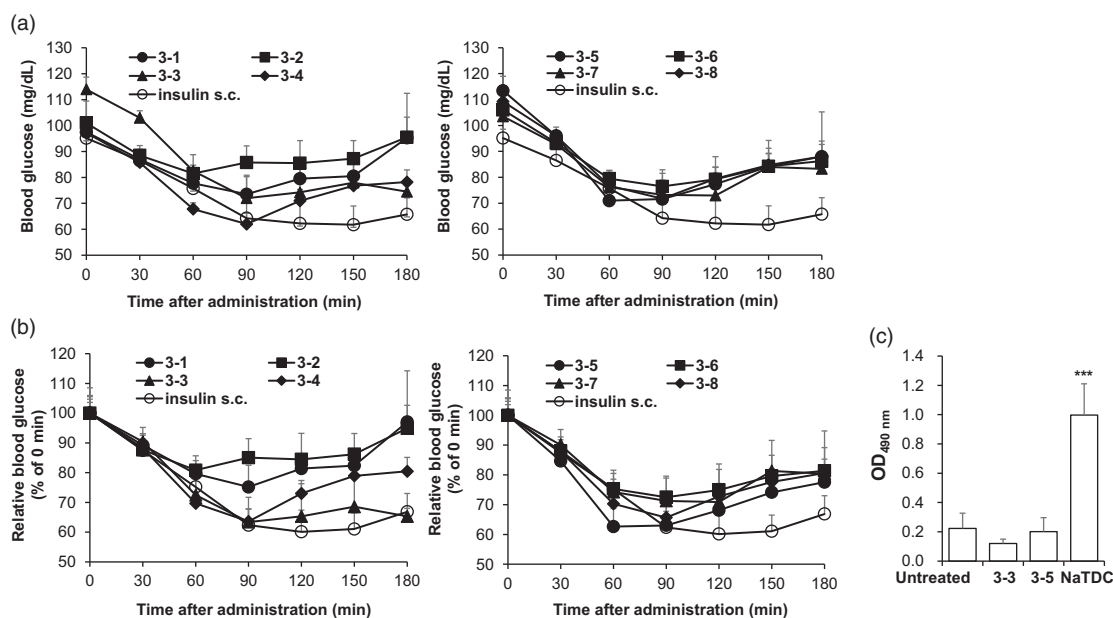 (a)
130
120
110
100
90
80
70
60
50
Blood glucose (mg/dL)
3-1 3-2
3-3 3-4
insulin s.c.
0 30 60 90 120 150 180
Time after administration (min)
130
120
110
100
90
80
70
60
50
Blood glucose (mg/dL)
3-5 3-6
3-7 3-8
insulin s.c.
0 30 60 90 120 150 180
Time after administration (min)
(b)
120
110
100
90
80
70
60
50
Relative blood glucose
(% of 0 min)
3-1 3-2
3-3 3-4
insulin s.c.
0 30 60 90 120 150 180
Time after administration (min)
120
110
100
90
80
70
60
50
Relative blood glucose
(% of 0 min)
3-5 3-6
3-7 3-8
insulin s.c.
0 30 60 90 120 150 180
Time after administration (min)
(c)
1.4
1.2
1.0
0.8
0.6
0.4
0.2
0.0
OD490 nm
***
Untreated 3-3 3-5 NaTDC